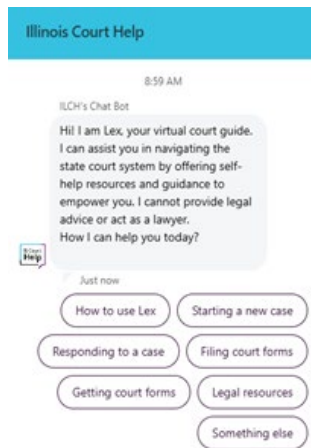 Illinois Court Help
8:59 AM
ILCH's Chat Bot
Hi! I am Lex, your virtual court guide.
I can assist you in navigating the
state court system by offering self-
help resources and guidance to
empower you. I cannot provide legal
advice or act as a lawyer.
How I can help you today?
Help
Just now
How to use Lex
Starting a new case
Responding to a case
Filing court forms
Getting court forms
Legal resources
Something else